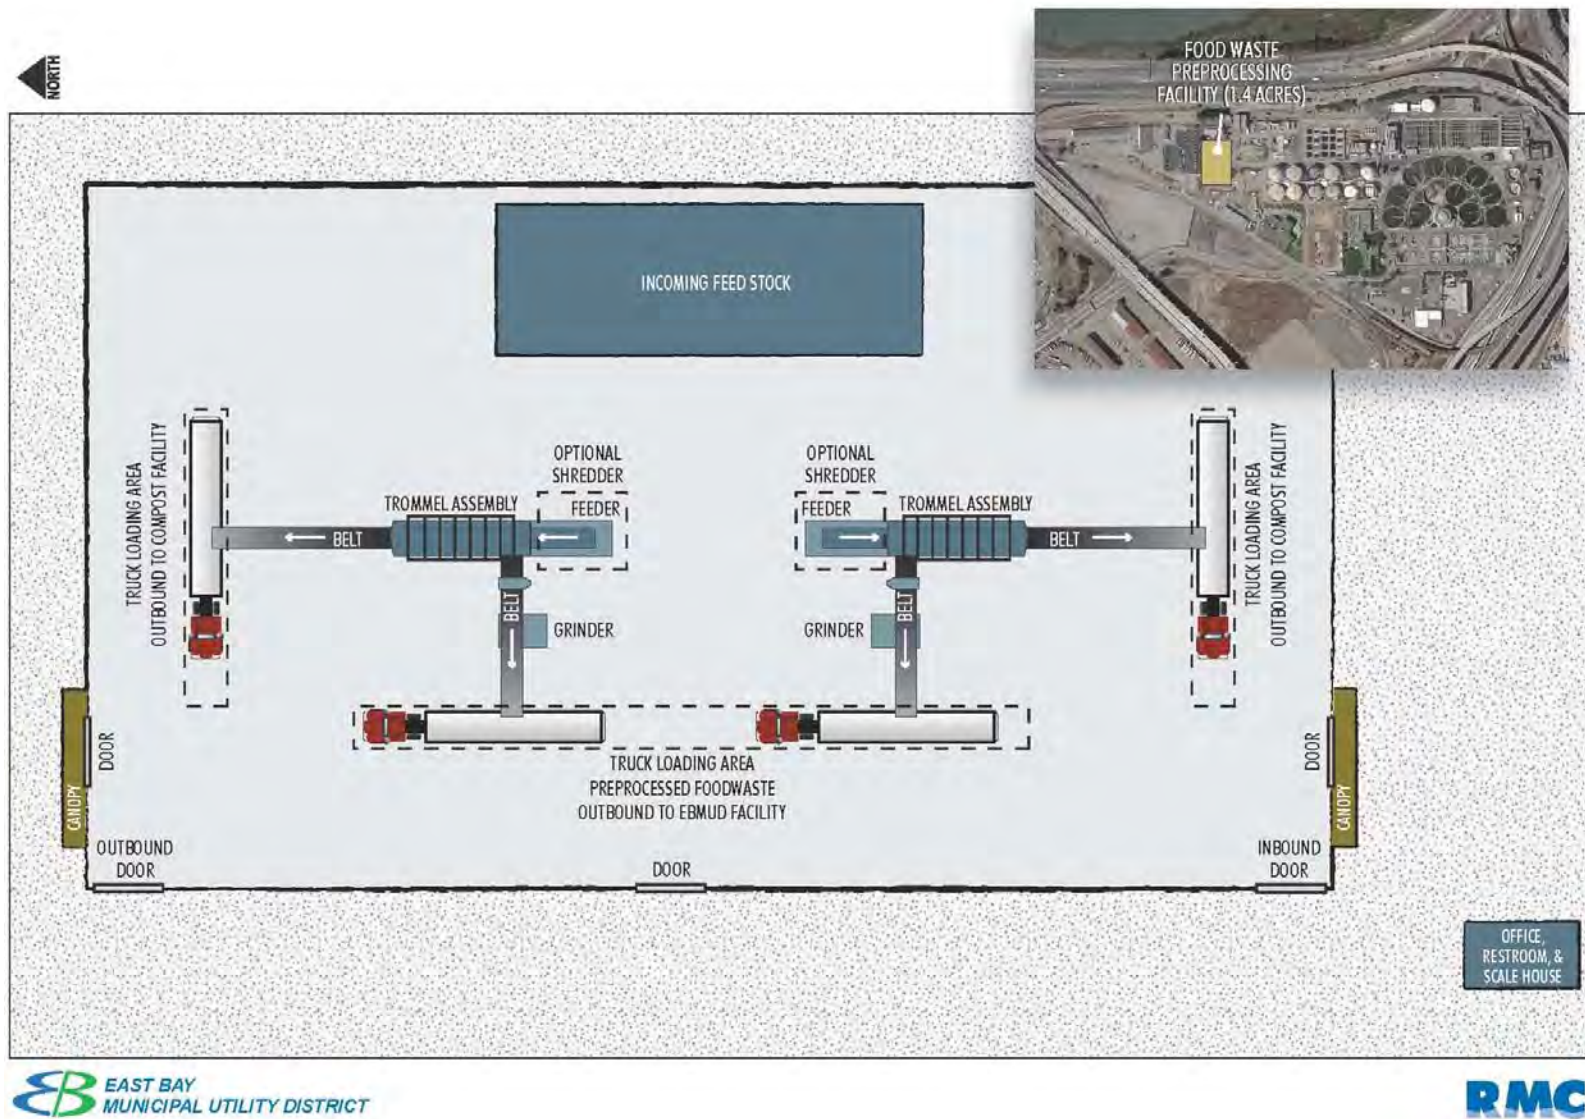 NORTH
FOOD WASTE
PREPROCESSING
FACILITY (1.4 ACRES)
INCOMING FEED STOCK
TRUCK LOADING AREA
OUTBOUND TO COMPOST FACILITY
OPTIONAL
SHREDDER
TROMMEL ASSEMBLY
FEEDER
BELT
BELT
GRINDER
OPTIONAL
SHREDDER
FEEDER
TROMMEL ASSEMBLY
BELT
BELT
GRINDER
TRUCK LOADING AREA
OUTBOUND TO COMPOST FACILITY
TRUCK LOADING AREA
PREPROCESSED FOODWASTE
OUTBOUND TO EBMUD FACILITY
DOOR
CANOPY
OUTBOUND
DOOR
DOOR
DOOR
CANOPY
INBOUND
DOOR
OFFICE,
RESTROOM, &
SCALE HOUSE
EB EAST BAY
MUNICIPAL UTILITY DISTRICT
RMC